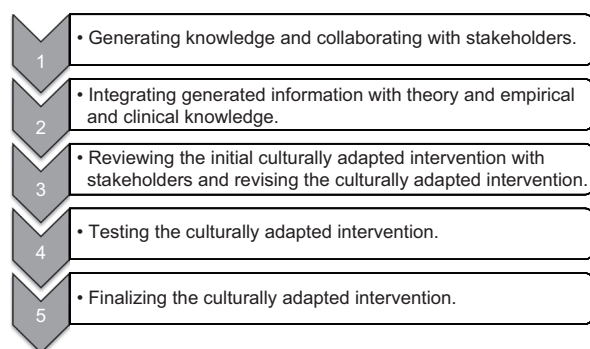 1
• Generating knowledge and collaborating with stakeholders.
2
• Integrating generated information with theory and empirical
and clinical knowledge.
3
• Reviewing the initial culturally adapted intervention with
stakeholders and revising the culturally adapted intervention.
4
• Testing the culturally adapted intervention.
5
• Finalizing the culturally adapted intervention.